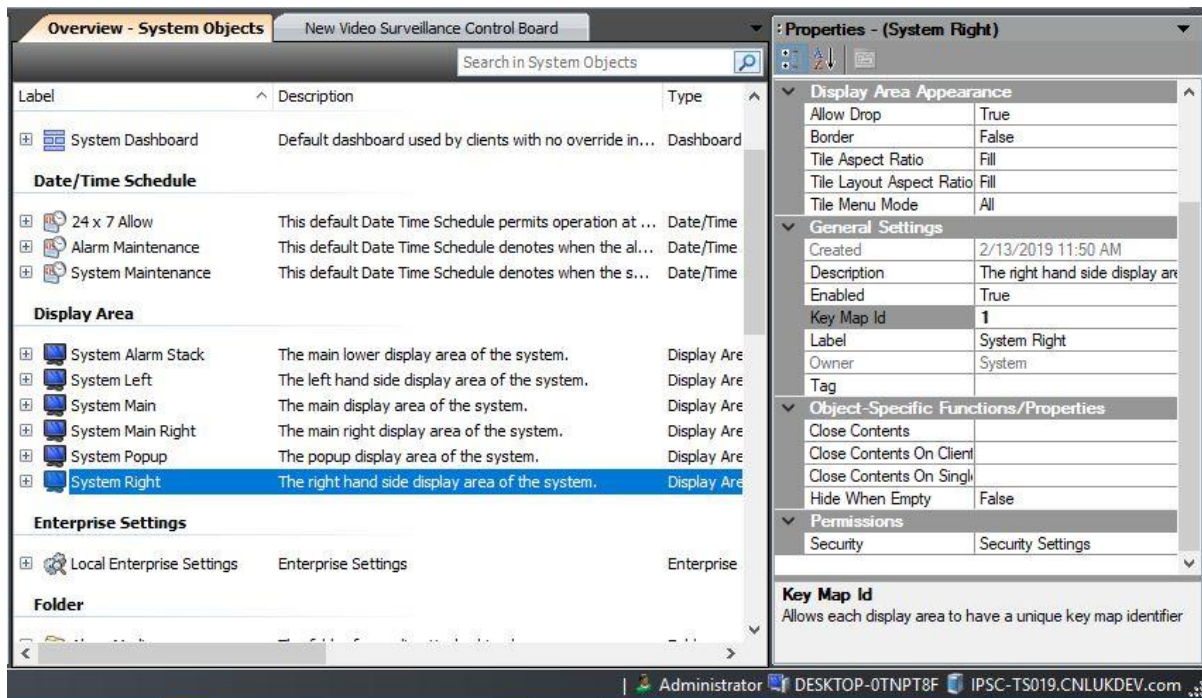 Overview - System Objects
New Video Surveillance Control Board
Search in System Objects
Label Description Type
System Dashboard Default dashboard used by clients with no override in... Dashboard
Date/Time Schedule
24 x 7 Allow This default Date Time Schedule permits operation at ... Date/Time
Alarm Maintenance This default Date Time Schedule denotes when the al... Date/Time
System Maintenance This default Date Time Schedule denotes when the s... Date/Time
Display Area
System Alarm Stack The main lower display area of the system. Display Are
System Left The left hand side display area of the system. Display Are
System Main The main display area of the system. Display Are
System Main Right The main right display area of the system. Display Are
System Popup The popup display area of the system. Display Are
System Right The right hand side display area of the system. Display Are
Enterprise Settings
Local Enterprise Settings Enterprise Settings Enterprise
Folder
Properties - (System Right)
Display Area Appearance
Allow Drop True
Border False
Tile Aspect Ratio Fill
Tile Layout Aspect Ratio Fill
Tile Menu Mode All
General Settings
Created 2/13/2019 11:50 AM
Description The right hand side display are
Enabled True
Key Map Id 1
Label System Right
Owner System
Tag
Object-Specific Functions/Properties
Close Contents
Close Contents On Client
Close Contents On Singl
Hide When Empty False
Permissions
Security Security Settings
Key Map Id
Allows each display area to have a unique key map identifier
Administrator DESKTOP-0TNPT8F IPSC-TS019.CNLUKDEV.com